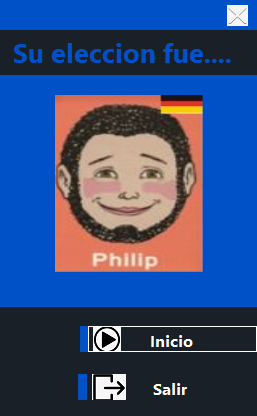 Su eleccion fue....
Philip
Inicio
Salir